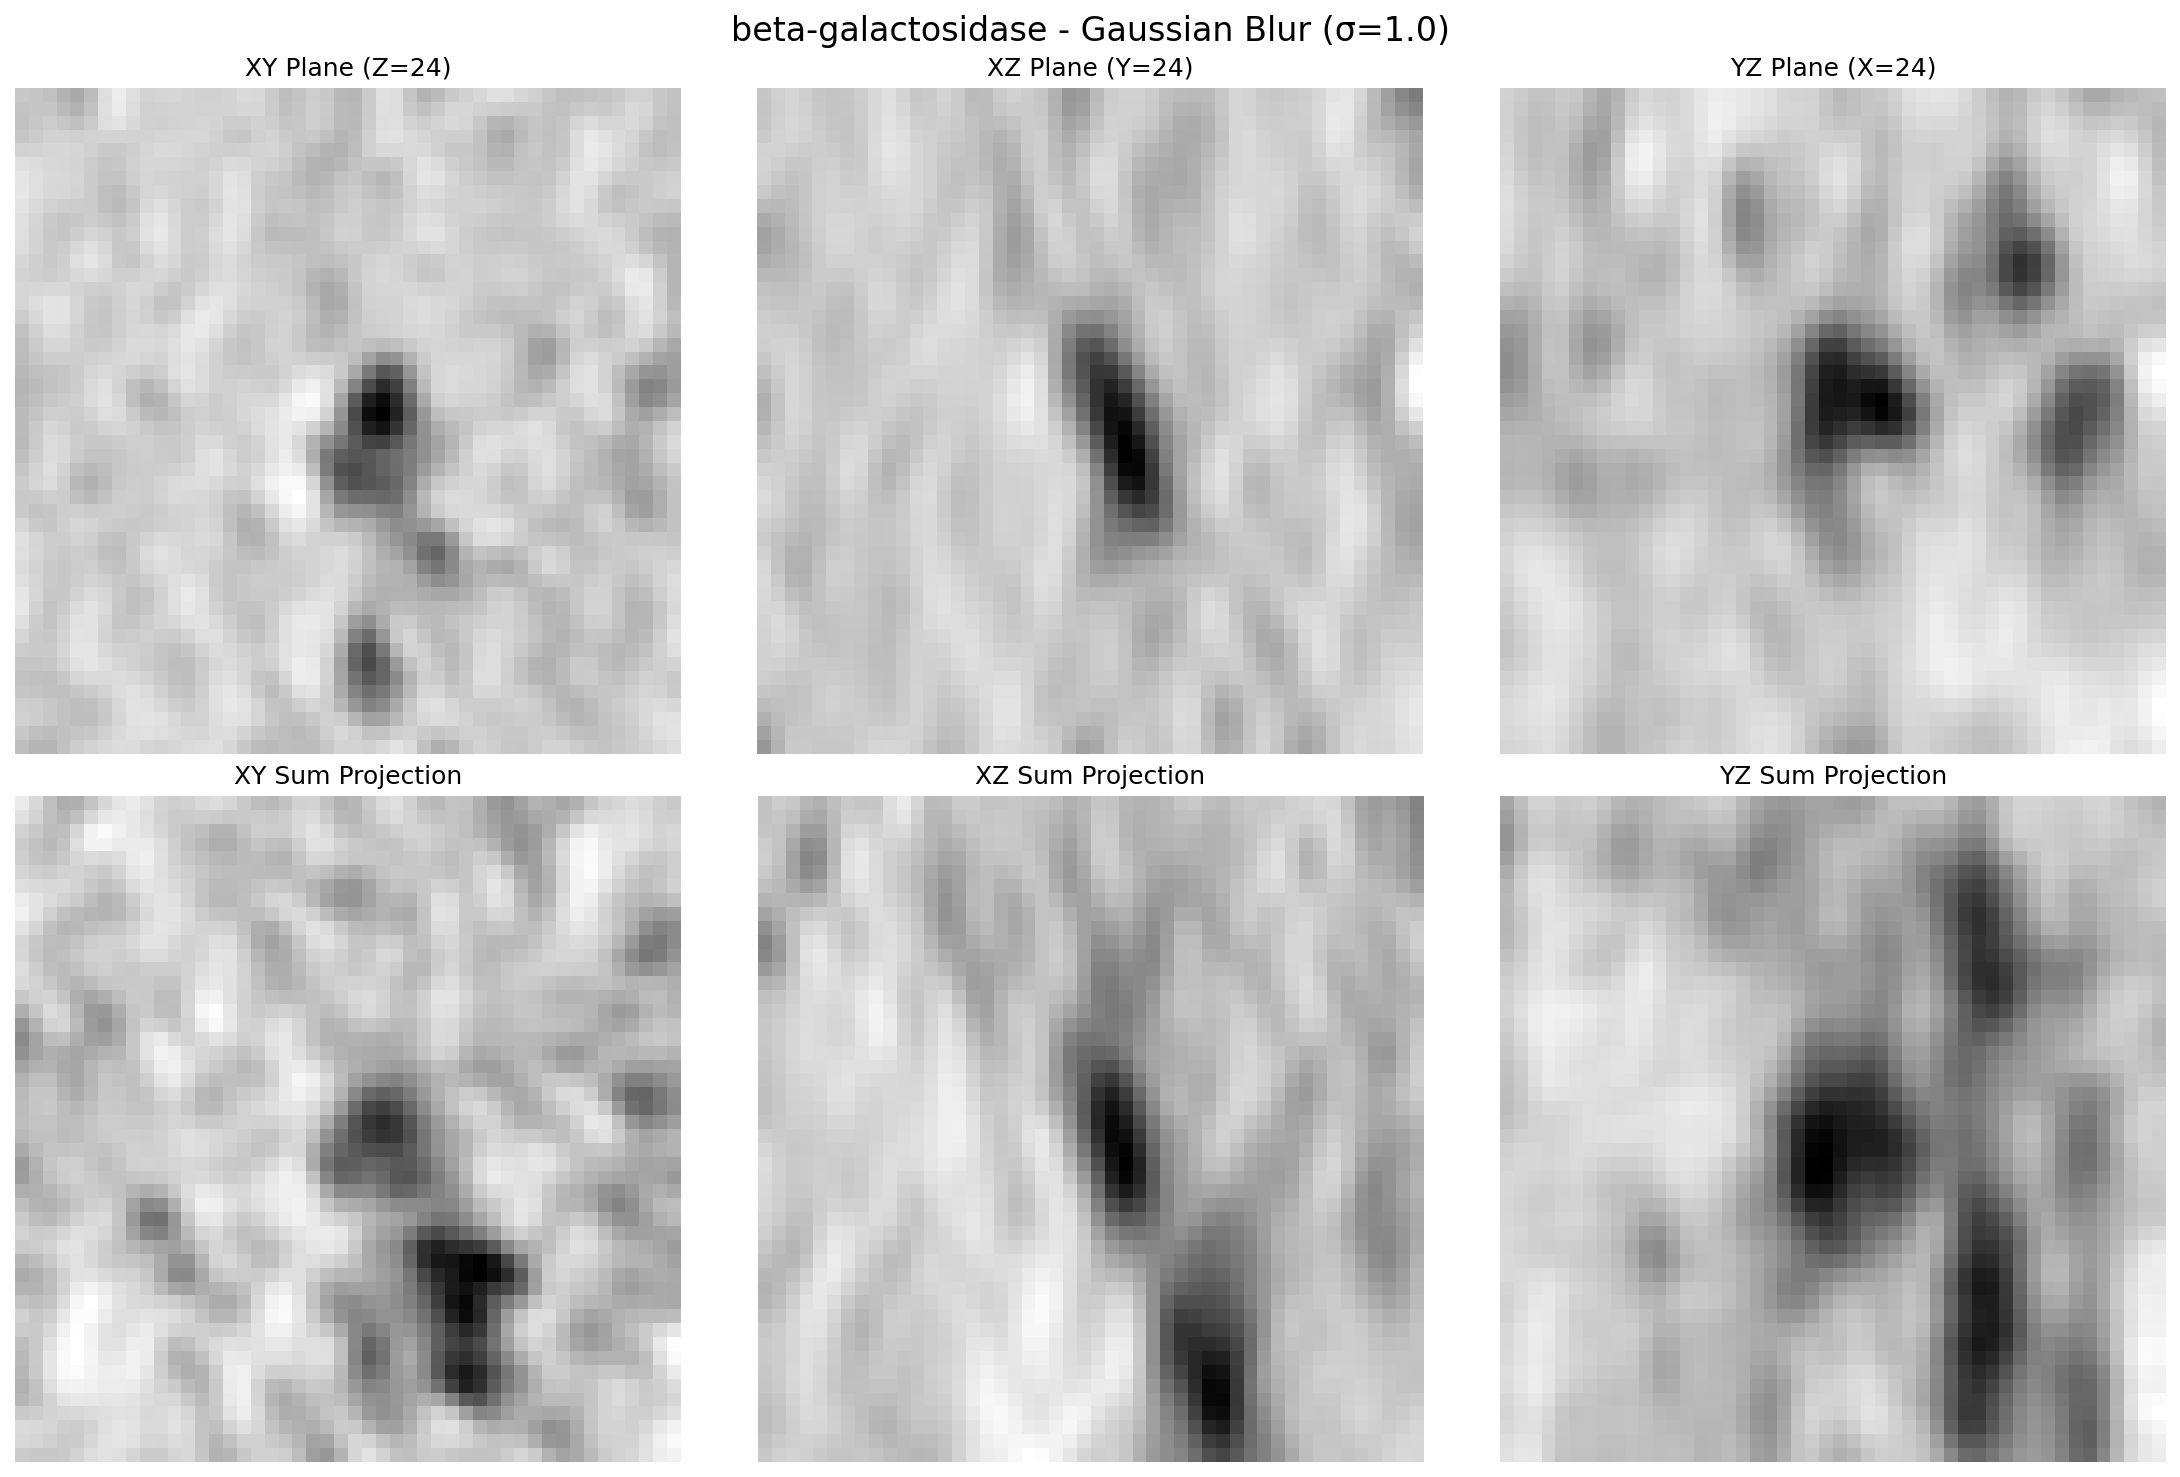 beta-galactosidase - Gaussian Blur (σ=1.0)
XY Plane (Z=24)
XZ Plane (Y=24)
YZ Plane (X=24)
XY Sum Projection
XZ Sum Projection
YZ Sum Projection